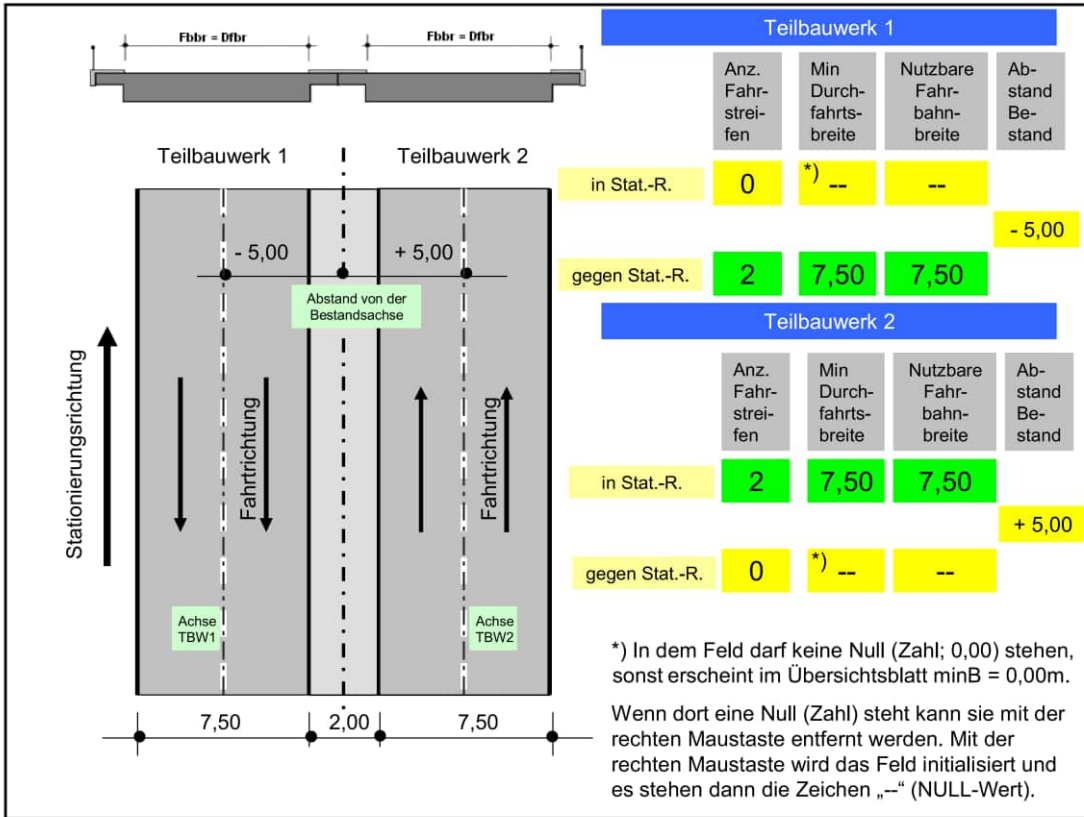 Fbbr = Dfbr
Fbbr = Dfbr
Teilbauwerk 1
Teilbauwerk 2
- 5,00
+ 5,00
Abstand von der
Bestandsachse
Stationierungsrichtung
Fahrtrichtung
Fahrtrichtung
Achse
TBW1
Achse
TBW2
7,50
2,00
7,50
Teilbauwerk 1
Anz.
Fahr-
strei-
fen
Min
Durch-
fahrts-
breite
Nutzbare
Fahr-
bahn-
breite
Ab-
stand
Be-
stand
in Stat.-R.
0
*) --
--
- 5,00
gegen Stat.-R.
2
7,50
7,50
Teilbauwerk 2
Anz.
Fahr-
strei-
fen
Min
Durch-
fahrts-
breite
Nutzbare
Fahr-
bahn-
breite
Ab-
stand
Be-
stand
in Stat.-R.
2
7,50
7,50
+ 5,00
gegen Stat.-R.
0
*) --
--
*) In dem Feld darf keine Null (Zahl; 0,00) stehen,
sonst erscheint im Übersichtsblatt minB = 0,00m.
Wenn dort eine Null (Zahl) steht kann sie mit der
rechten Maustaste entfernt werden. Mit der
rechten Maustaste wird das Feld initialisiert und
es stehen dann die Zeichen „--“ (NULL-Wert).